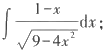 ∫ (1-x)/√(9-4x²) dx;